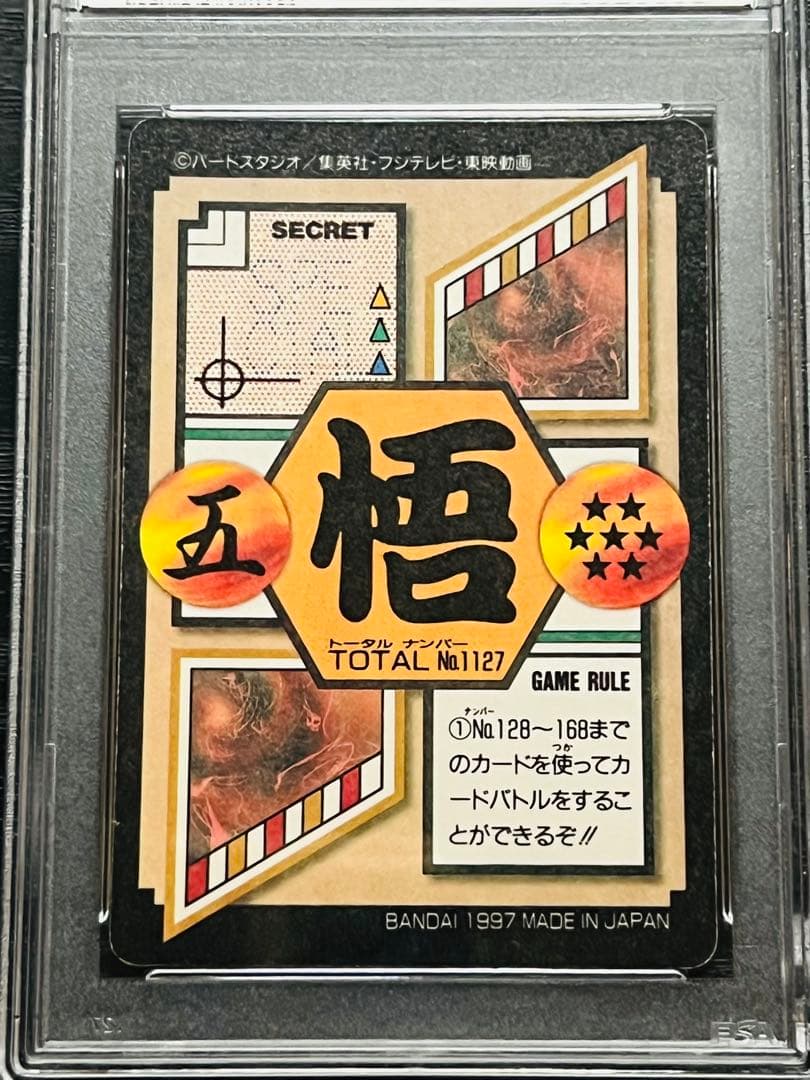 ©バードスタジオ／集英社・フジテレビ・東映動画
SECRET
悟
五
トータル ナンバー
TOTAL No.1127
GAME RULE
ナンバー
①No.128～168まで
つか
のカードを使ってカ
ードバトルをするこ
とができるぞ!!
BANDAI 1997 MADE IN JAPAN